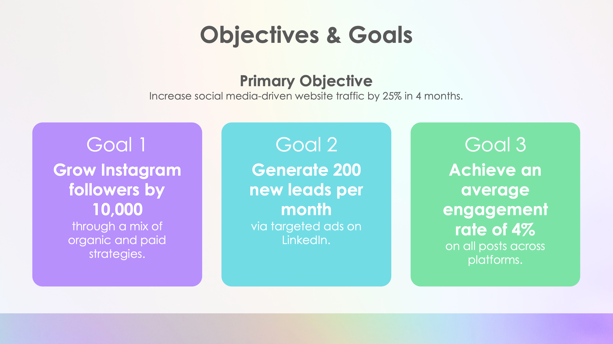 Objectives & Goals
Primary Objective
Increase social media-driven website traffic by 25% in 4 months.
Goal 1
Grow Instagram
followers by
10,000
through a mix of
organic and paid
strategies.
Goal 2
Generate 200
new leads per
month
via targeted ads on
LinkedIn.
Goal 3
Achieve an
average
engagement
rate of 4%
on all posts across
platforms.